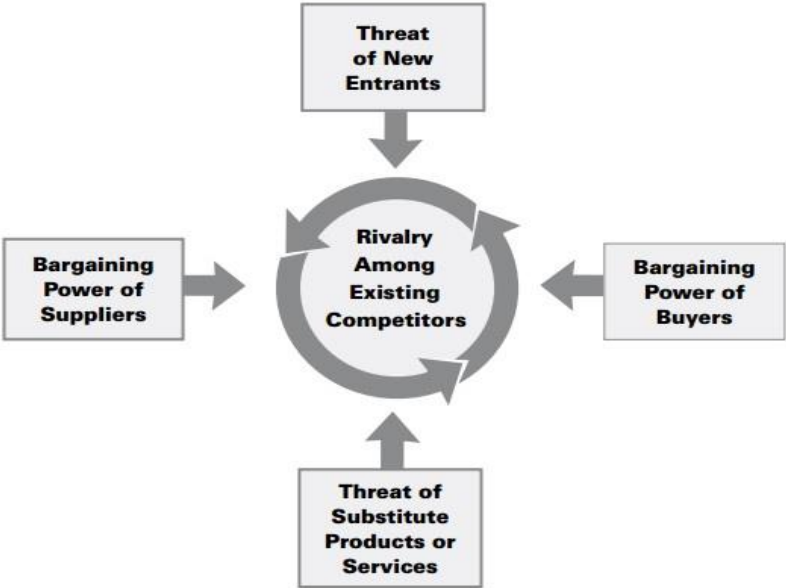 Threat
of New
Entrants
Rivalry
Among
Existing
Competitors
Bargaining
Power of
Suppliers
Bargaining
Power of
Buyers
Threat of
Substitute
Products or
Services